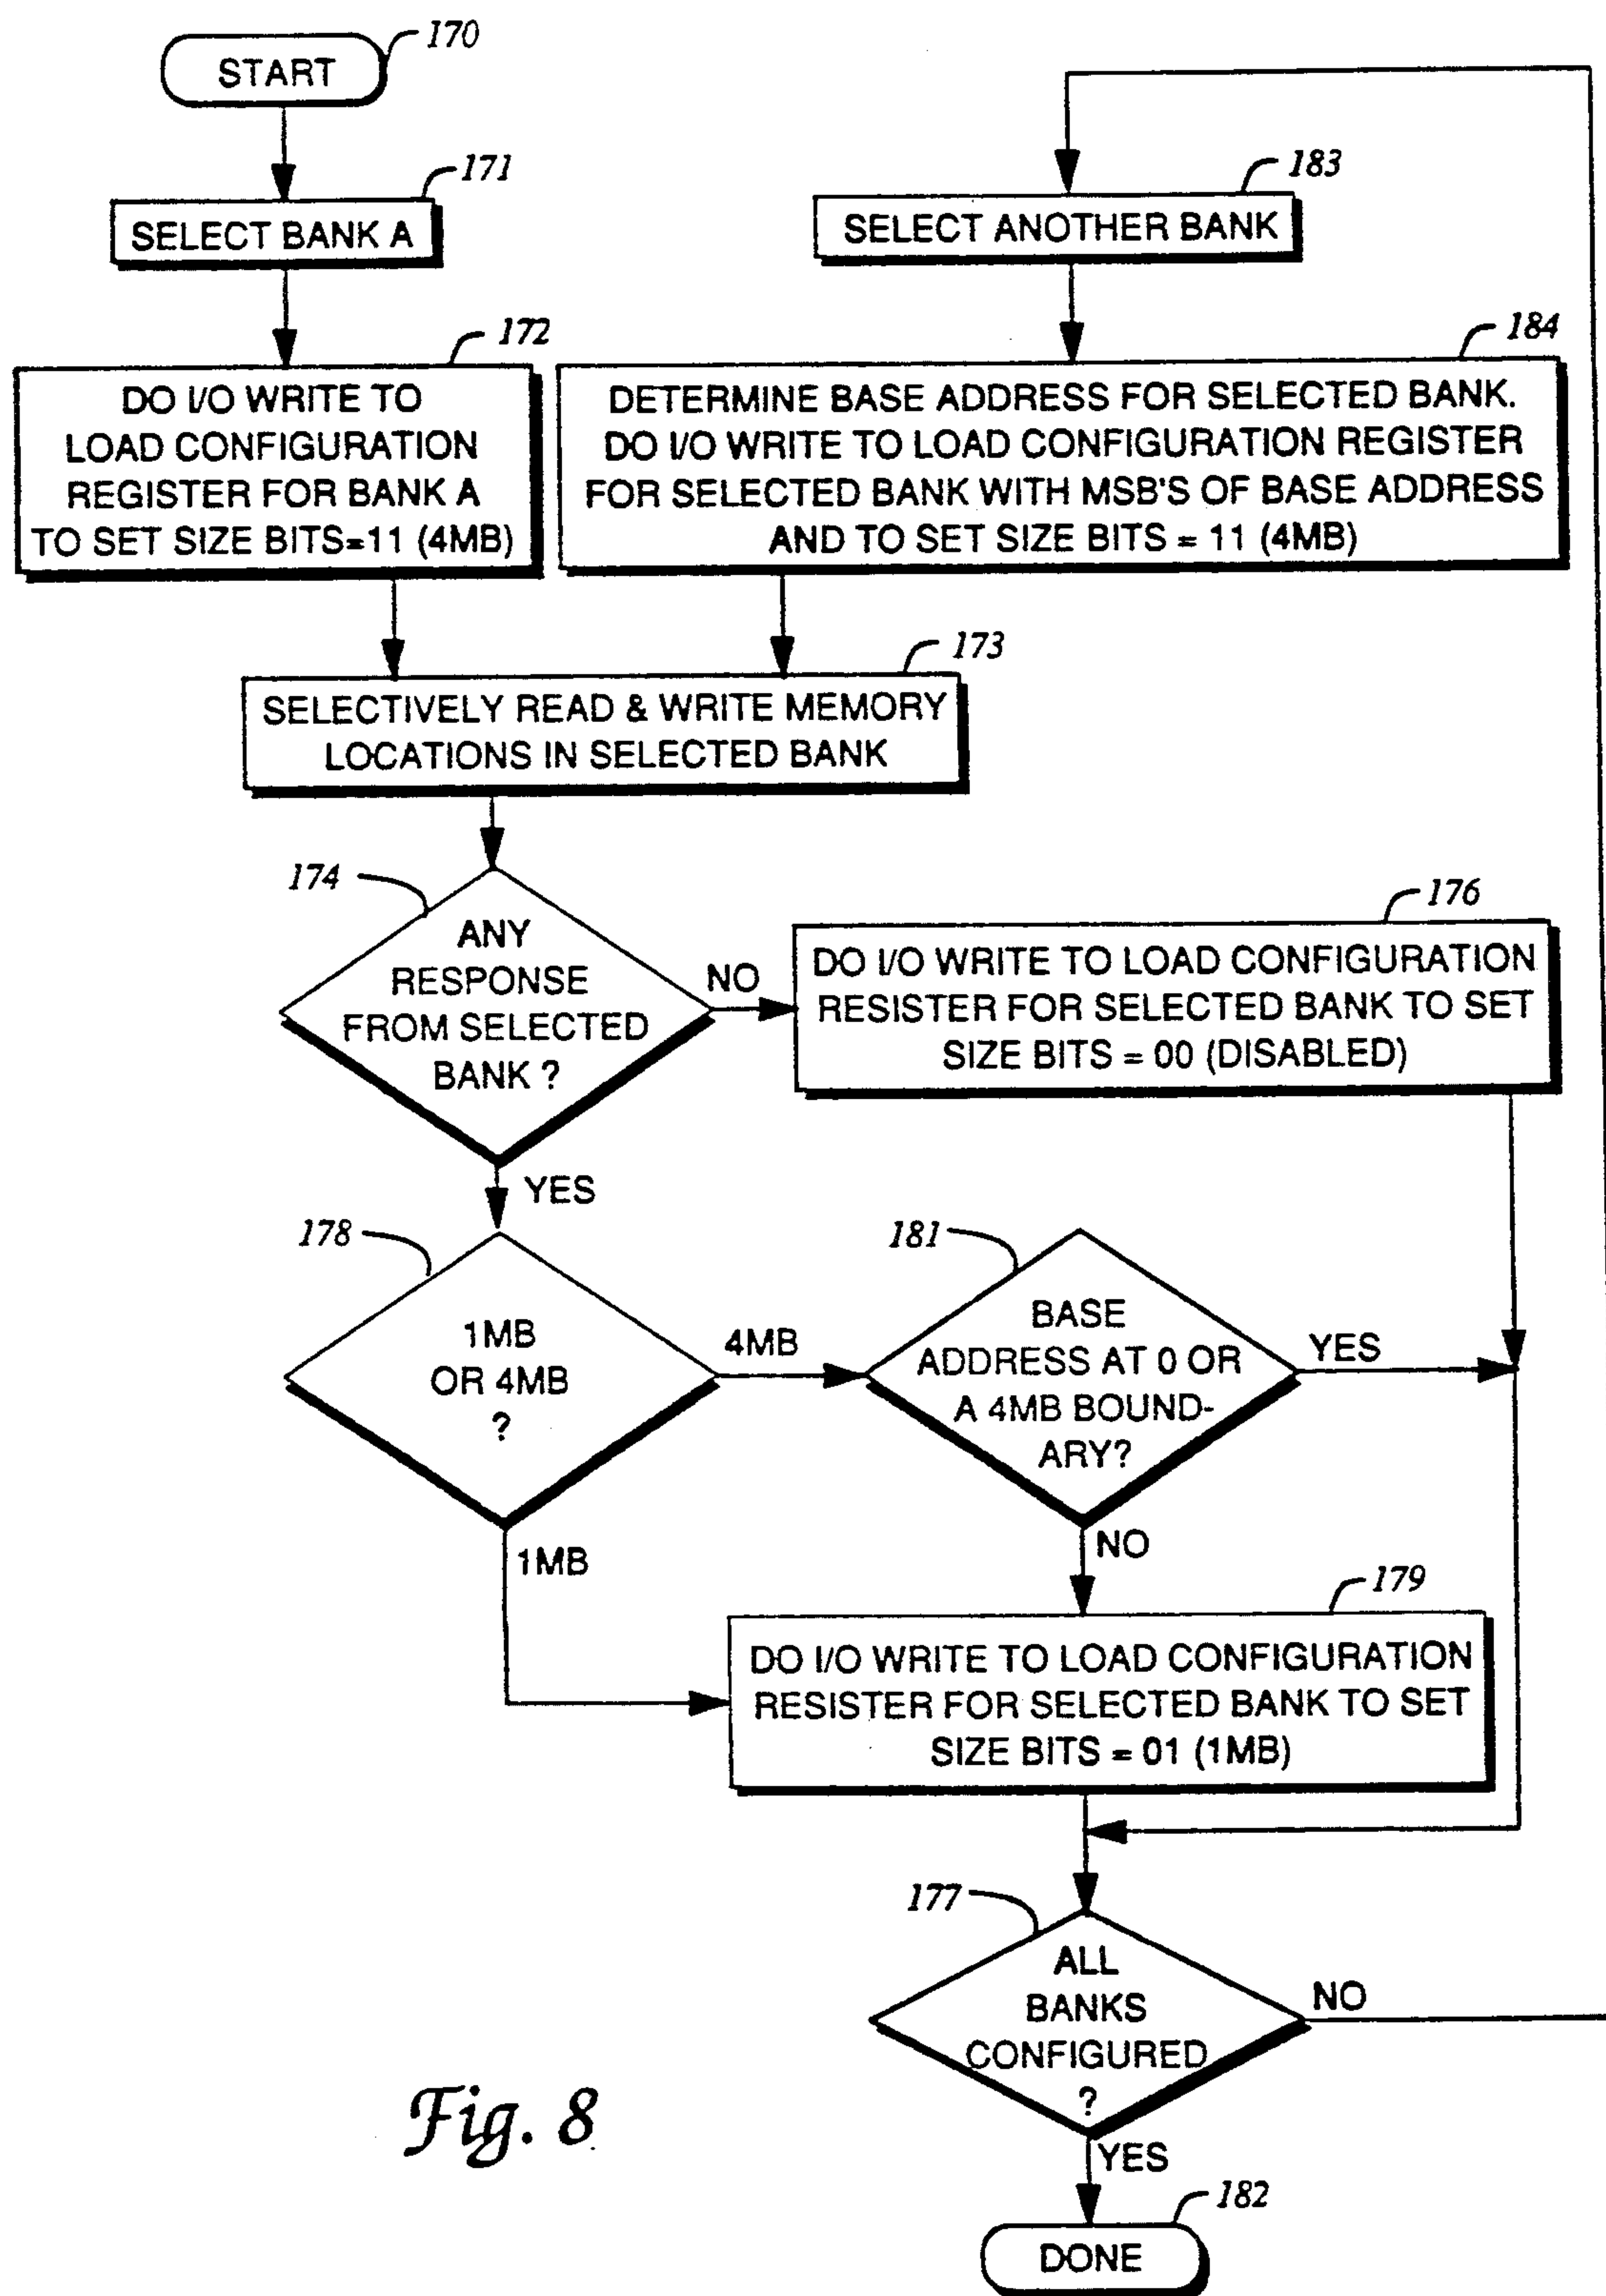 170
START
171
SELECT BANK A
183
SELECT ANOTHER BANK
172
DO I/O WRITE TO
LOAD CONFIGURATION
REGISTER FOR BANK A
TO SET SIZE BITS=11 (4MB)
184
DETERMINE BASE ADDRESS FOR SELECTED BANK.
DO I/O WRITE TO LOAD CONFIGURATION REGISTER
FOR SELECTED BANK WITH MSB'S OF BASE ADDRESS
AND TO SET SIZE BITS = 11 (4MB)
173
SELECTIVELY READ & WRITE MEMORY
LOCATIONS IN SELECTED BANK
174
ANY
RESPONSE
FROM SELECTED
BANK ?
NO
YES
176
DO I/O WRITE TO LOAD CONFIGURATION
RESISTER FOR SELECTED BANK TO SET
SIZE BITS = 00 (DISABLED)
178
1MB
OR 4MB
?
4MB
1MB
181
BASE
ADDRESS AT 0 OR
A 4MB BOUND-
ARY?
YES
NO
179
DO I/O WRITE TO LOAD CONFIGURATION
RESISTER FOR SELECTED BANK TO SET
SIZE BITS = 01 (1MB)
177
ALL
BANKS
CONFIGURED
?
NO
YES
182
DONE
Fig. 8